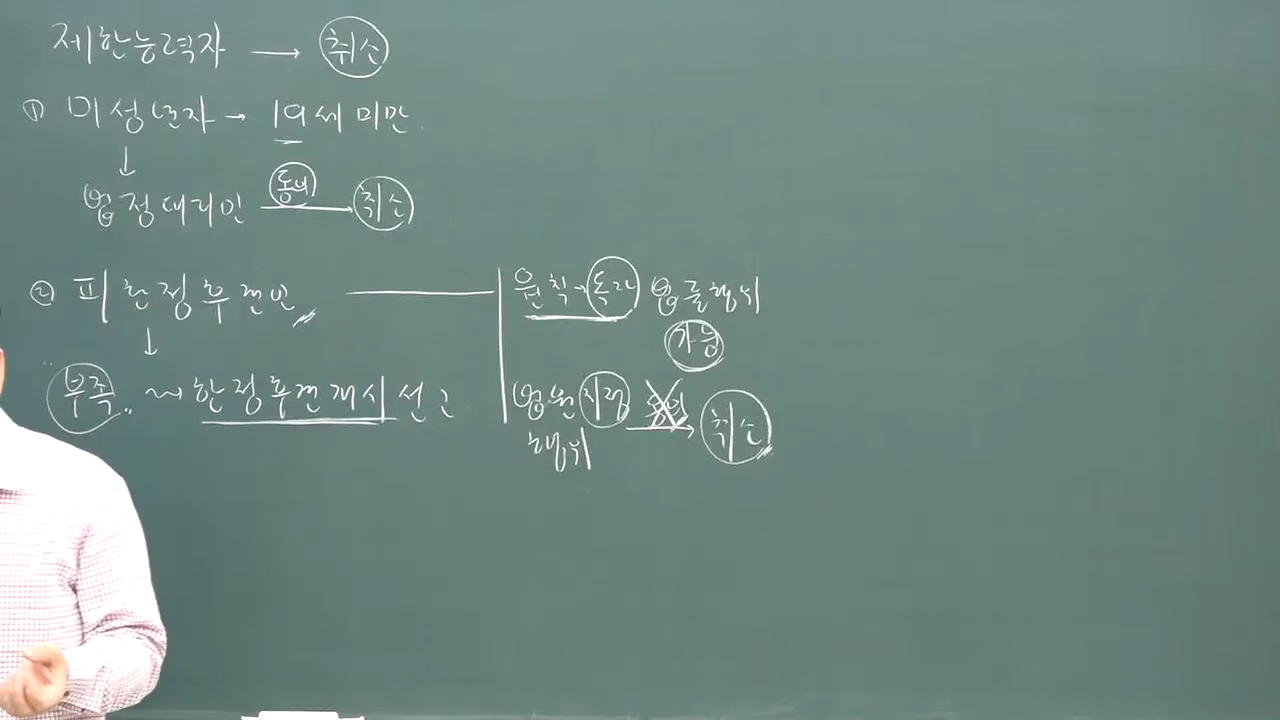 제한능력자 → 취소
① 미성년자 → 19세 미만
↓
법정대리인 동의 → 취소
② 피한정후견인 원칙 → 독자 법률행위
↓ 가능
부족 ~ 한정후견개시 선고 법원 지정 동의 → 취소
행위